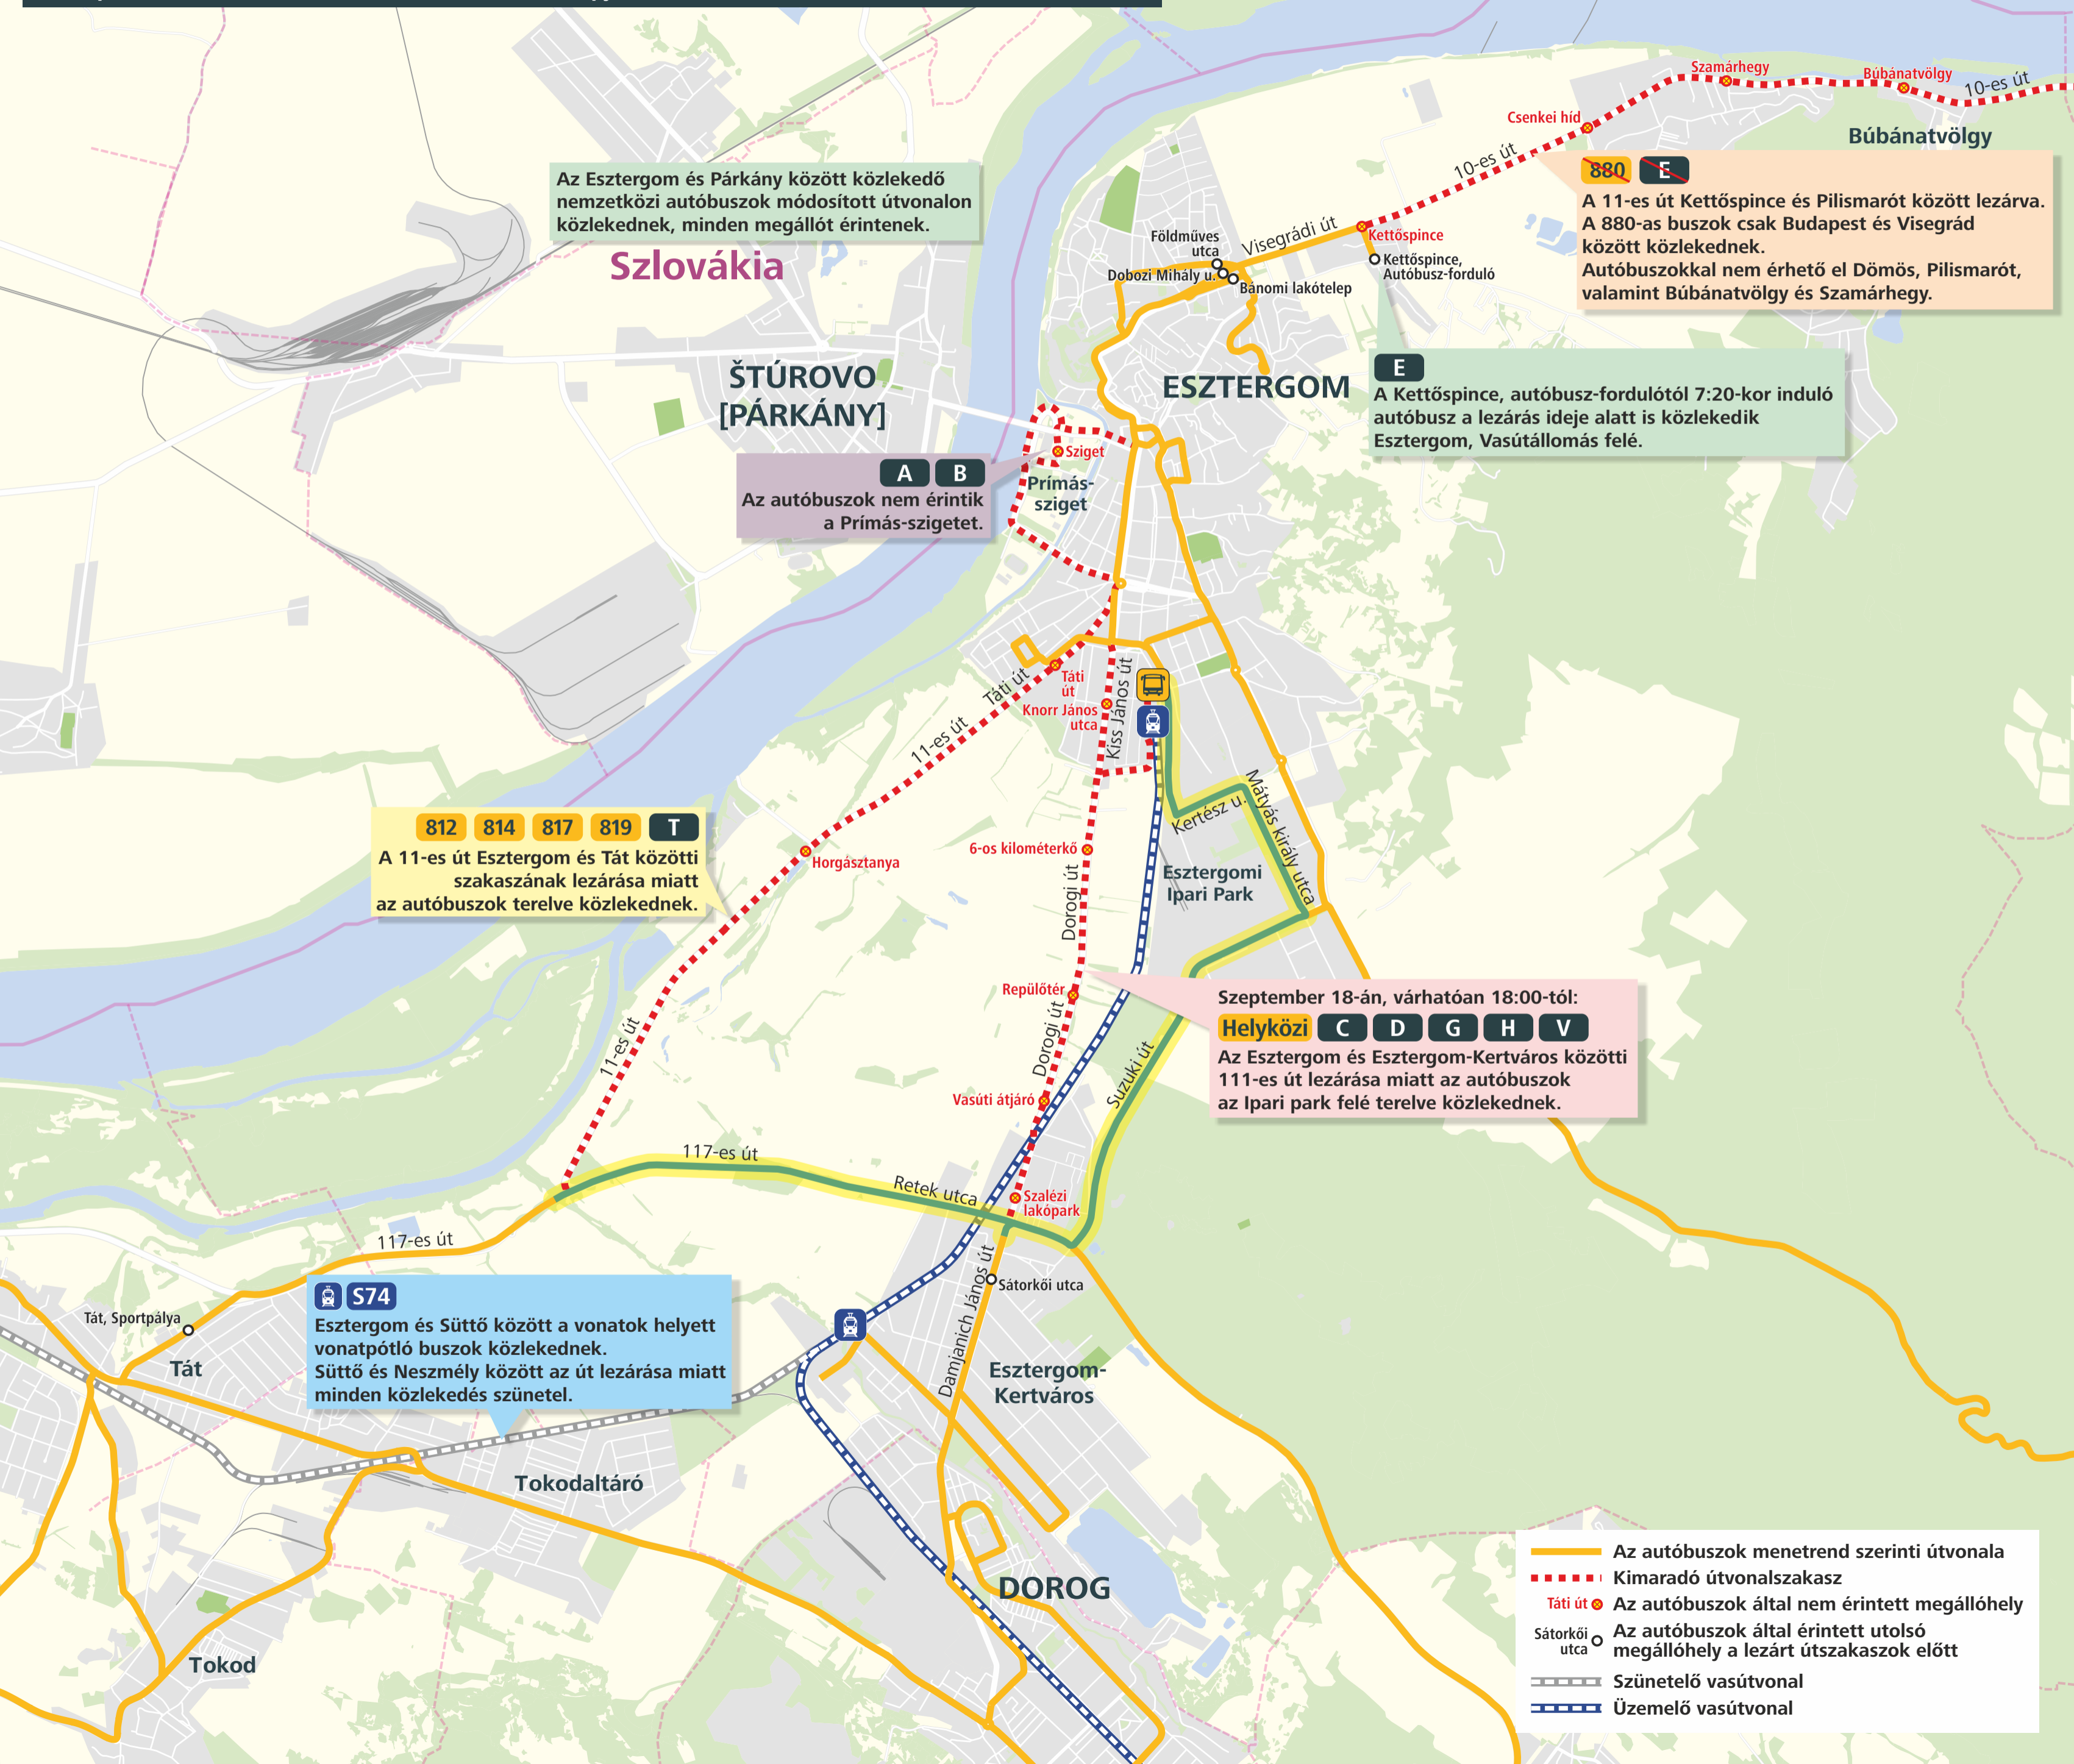 Szamárhegy
Búbánatvölgy
10-es út
Csenkei híd
Búbánatvölgy
10-es út
880 E
A 11-es út Kettőspince és Pilismarót között lezárva.
A 880-as buszok csak Budapest és Visegrád
között közlekednek.
Autóbuszokkal nem érhető el Dömös, Pilismarót,
valamint Búbánatvölgy és Szamárhegy.
Az Esztergom és Párkány között közlekedő
nemzetközi autóbuszok módosított útvonalon
közlekednek, minden megállót érintenek.
Szlovákia
Földműves
utca
Visegrádi út
Kettőspince
Dobozi Mihály u.
Bánomi lakótelep
Kettőspince,
Autóbusz-forduló
E
A Kettőspince, autóbusz-fordulótól 7:20-kor induló
autóbusz a lezárás ideje alatt is közlekedik
Esztergom, Vasútállomás felé.
ŠTÚROVO
[PÁRKÁNY]
ESZTERGOM
Sziget
Prímás-
sziget
A B
Az autóbuszok nem érintik
a Prímás-szigetet.
Táti út
Táti
út
Knorr János
utca
Kiss János út
11-es út
Kertész u.
Mátyás király utca
812 814 817 819 T
A 11-es út Esztergom és Tát közötti
szakaszának lezárása miatt
az autóbuszok terelve közlekednek.
Horgásztanya
6-os kilométerkő
Dorogi út
Esztergomi
Ipari Park
Repülőtér
Dorogi út
11-es út
Vasúti átjáró
Suzuki út
Szeptember 18-án, várhatóan 18:00-tól:
Helyközi C D G H V
Az Esztergom és Esztergom-Kertváros közötti
111-es út lezárása miatt az autóbuszok
az Ipari park felé terelve közlekednek.
117-es út
Retek utca
Szalézi
lakópark
117-es út
Damjanich János út
Sátorkői utca
Tát, Sportpálya
Tát
S74
Esztergom és Süttő között a vonatok helyett
vonatpótló buszok közlekednek.
Süttő és Neszmély között az út lezárása miatt
minden közlekedés szünetel.
Esztergom-
Kertváros
Tokodaltáró
DOROG
Tokod
Az autóbuszok menetrend szerinti útvonala
Kimaradó útvonalszakasz
Táti út Az autóbuszok által nem érintett megállóhely
Sátorkői
utca
Az autóbuszok által érintett utolsó
megállóhely a lezárt útszakaszok előtt
Szünetelő vasútvonal
Üzemelő vasútvonal